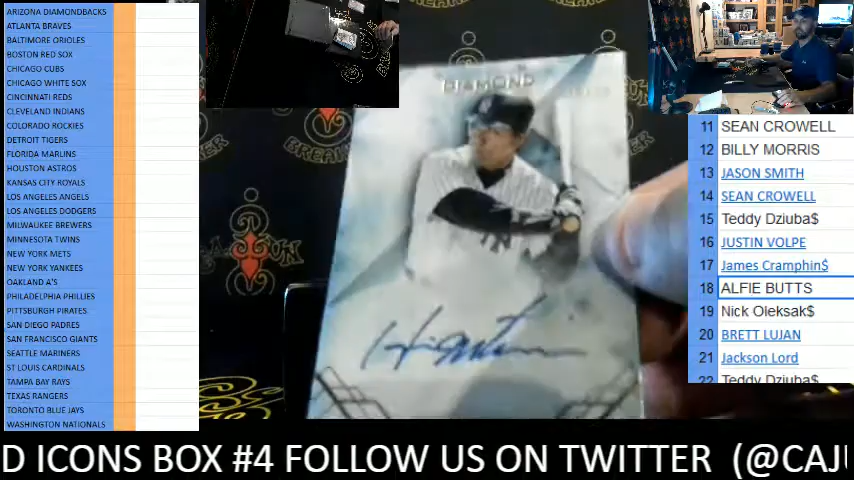 ARIZONA DIAMONDBACKS
ATLANTA BRAVES
BALTIMORE ORIOLES
BOSTON RED SOX
CHICAGO CUBS
CHICAGO WHITE SOX
CINCINNATI REDS
CLEVELAND INDIANS
COLORADO ROCKIES
DETROIT TIGERS
FLORIDA MARLINS
HOUSTON ASTROS
KANSAS CITY ROYALS
LOS ANGELES ANGELS
LOS ANGELES DODGERS
MILWAUKEE BREWERS
MINNESOTA TWINS
NEW YORK METS
NEW YORK YANKEES
OAKLAND A'S
PHILADELPHIA PHILLIES
PITTSBURGH PIRATES
SAN DIEGO PADRES
SAN FRANCISCO GIANTS
SEATTLE MARINERS
ST LOUIS CARDINALS
TAMPA BAY RAYS
TEXAS RANGERS
TORONTO BLUE JAYS
WASHINGTON NATIONALS
DIAMOND
BREAKER
11 SEAN CROWELL
12 BILLY MORRIS
13 JASON SMITH
14 SEAN CROWELL
15 Teddy Dziuba$
16 JUSTIN VOLPE
17 James Cramphin$
18 ALFIE BUTTS
19 Nick Oleksak$
20 BRETT LUJAN
21 Jackson Lord
22 Teddy Dziuba$
D ICONS BOX #4 FOLLOW US ON TWITTER (@CAJU